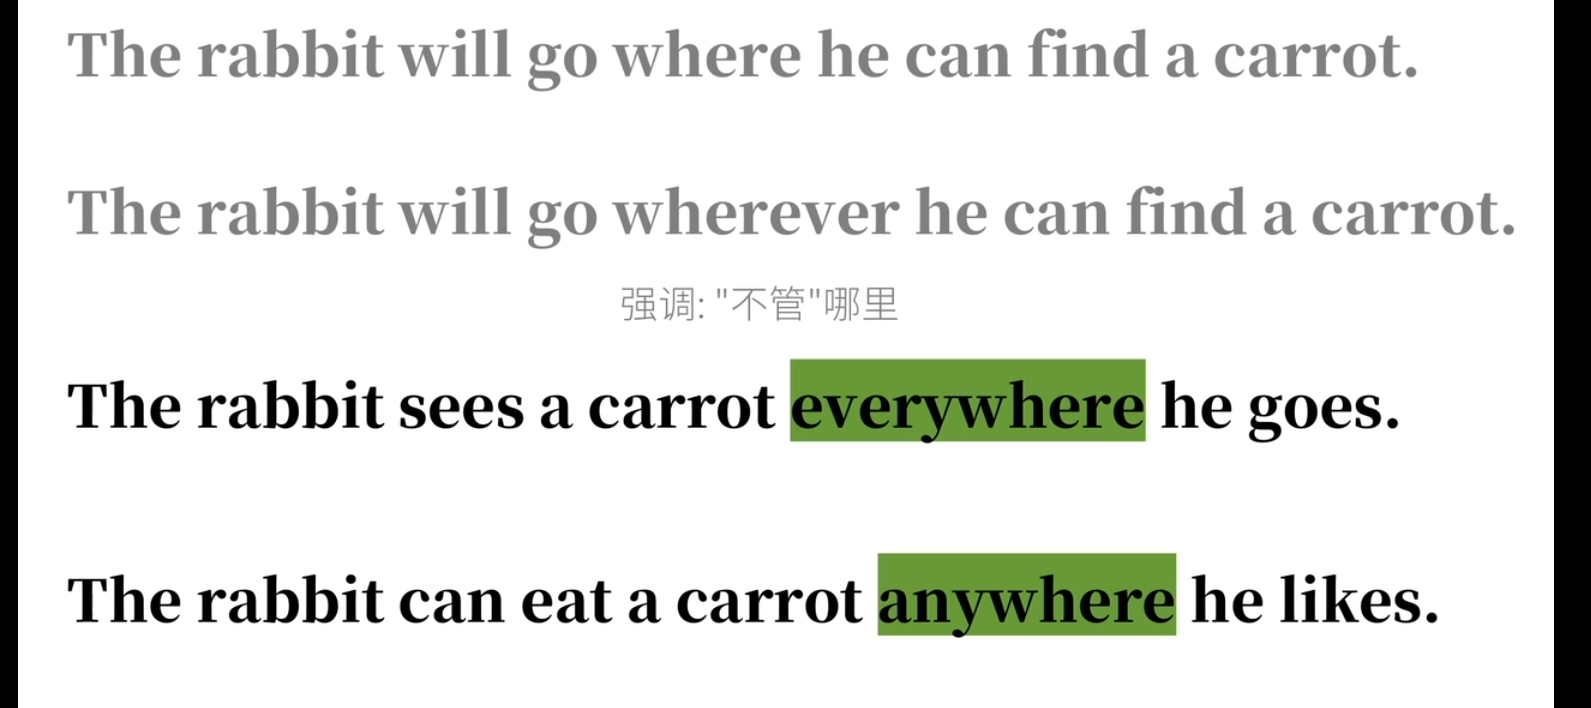 The rabbit will go where he can find a carrot.
The rabbit will go wherever he can find a carrot.
强调: "不管"哪里
The rabbit sees a carrot everywhere he goes.
The rabbit can eat a carrot anywhere he likes.